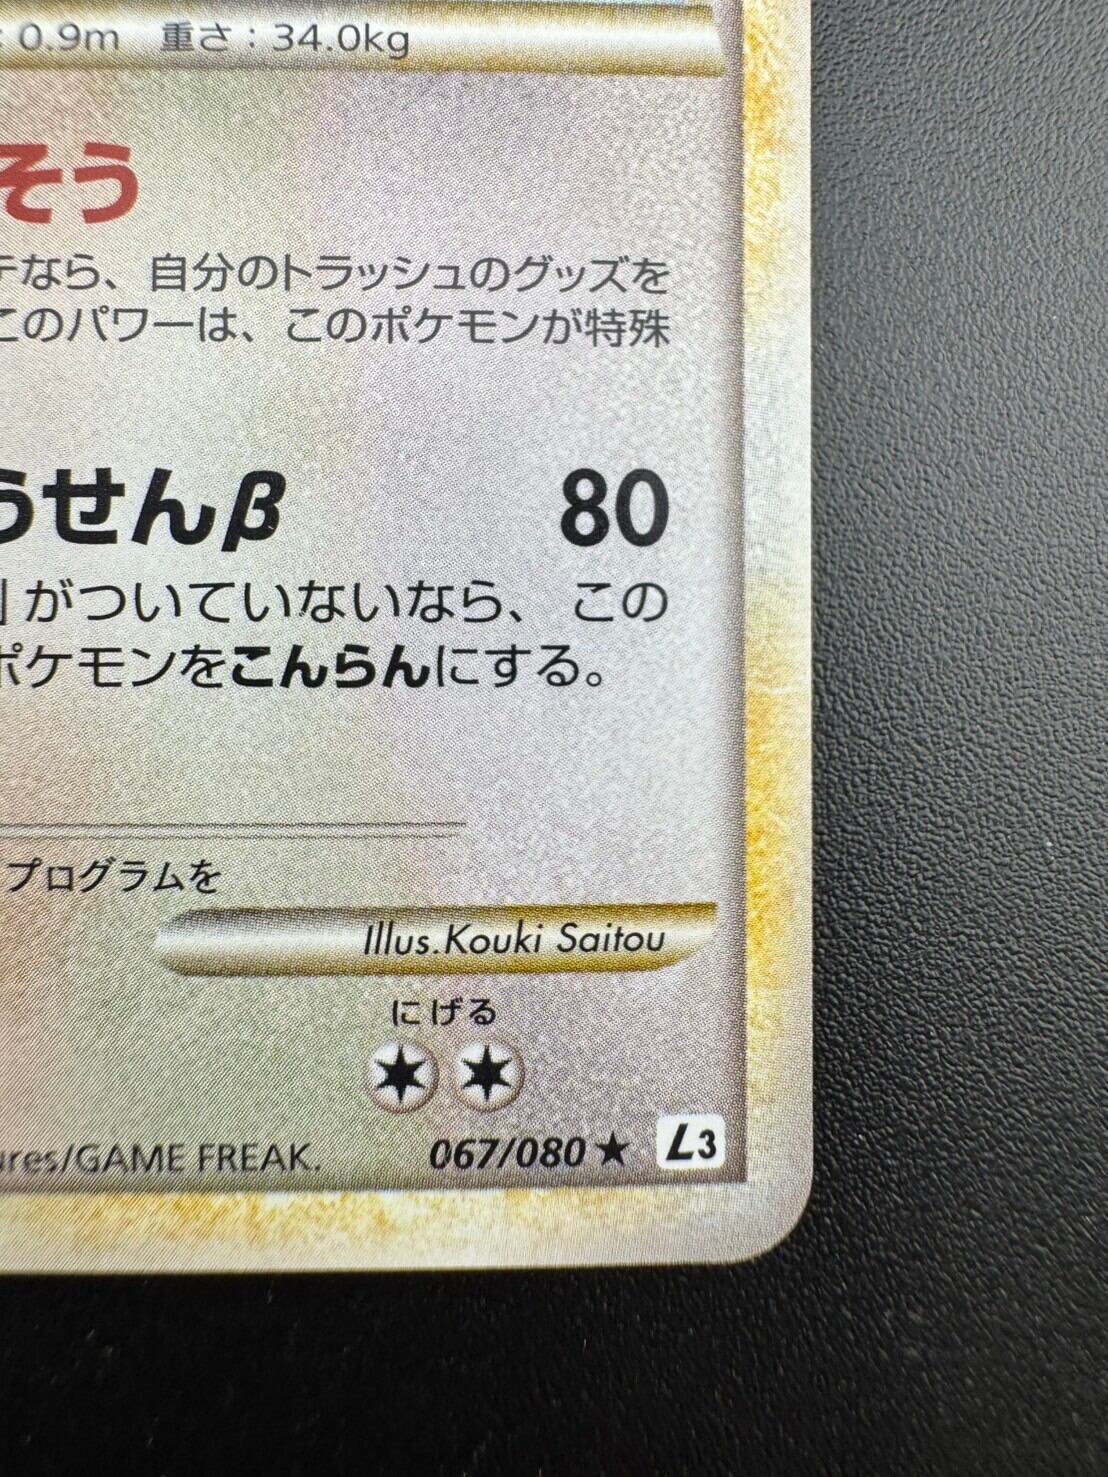 : 0.9m 重さ : 34.0kg
そう
なら、自分のトラッシュのグッズを
このパワーは、このポケモンが特殊
うせんβ 80
」がついていないなら、この
ポケモンをこんらんにする。
プログラムを
Illus.Kouki Saitou
にげる
ures/GAME FREAK. 067/080 ★ L3